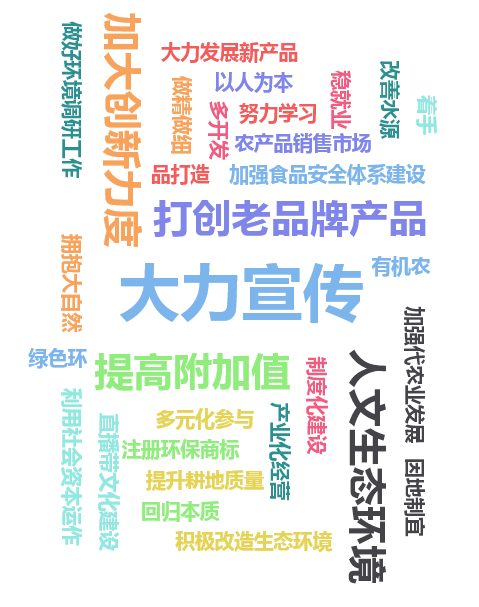 做好环境调研工作
加大创新力度
大力发展新产品
做精做细
以人为本
多开发
努力学习
稳就业
改善水源
着手
农产品销售市场
品打造
加强食品安全体系建设
打创老品牌产品
拥抱大自然
大力宣传
有机农
绿色环
提高附加值
制度化建设
人文生态环境
加强代农业发展
因地制宜
利用社会资本运作
直播带文化建设
多元化参与
注册环保商标
产业化经营
提升耕地质量
回归本质
积极改造生态环境